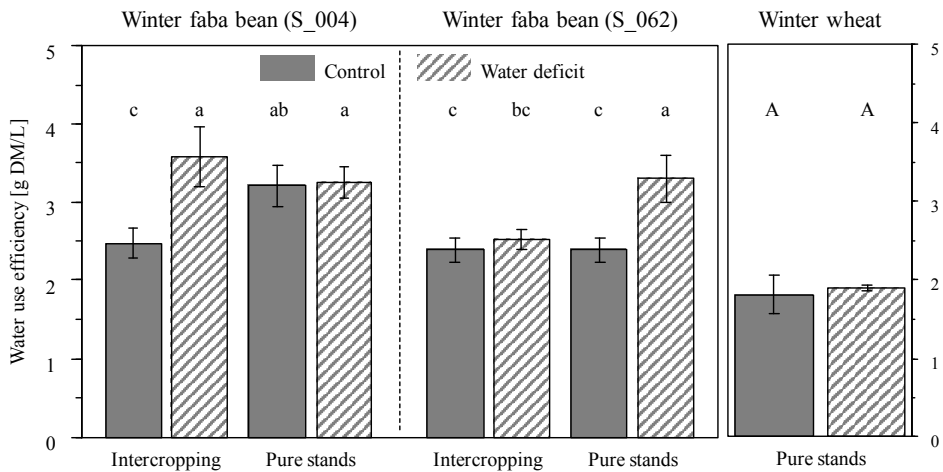 Winter faba bean (S_004) Winter faba bean (S_062) Winter wheat
Water use efficiency [g DM/L]
5 5
Control Water deficit
c a ab a c bc c a A A
4 4
3 3
2 2
1 1
0 0
Intercropping Pure stands Intercropping Pure stands Pure stands